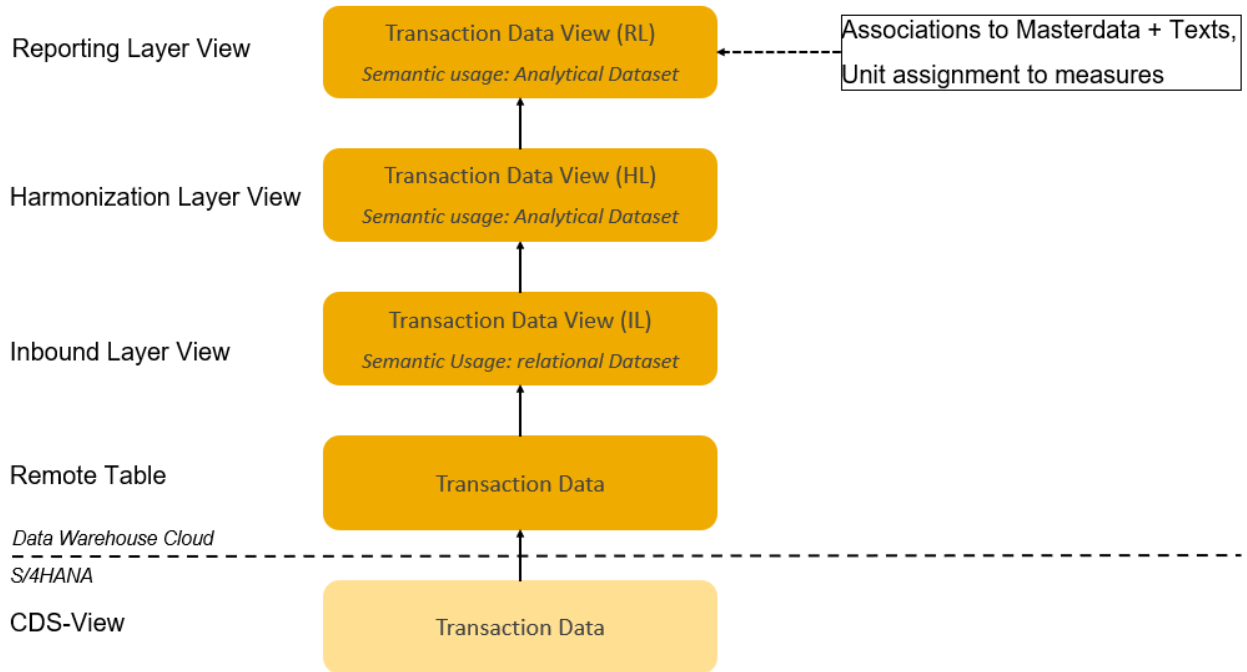 Reporting Layer View
Transaction Data View (RL)
Semantic usage: Analytical Dataset
Associations to Masterdata + Texts,
Unit assignment to measures
Harmonization Layer View
Transaction Data View (HL)
Semantic usage: Analytical Dataset
Inbound Layer View
Transaction Data View (IL)
Semantic Usage: relational Dataset
Remote Table
Transaction Data
Data Warehouse Cloud
S/4HANA
CDS-View
Transaction Data